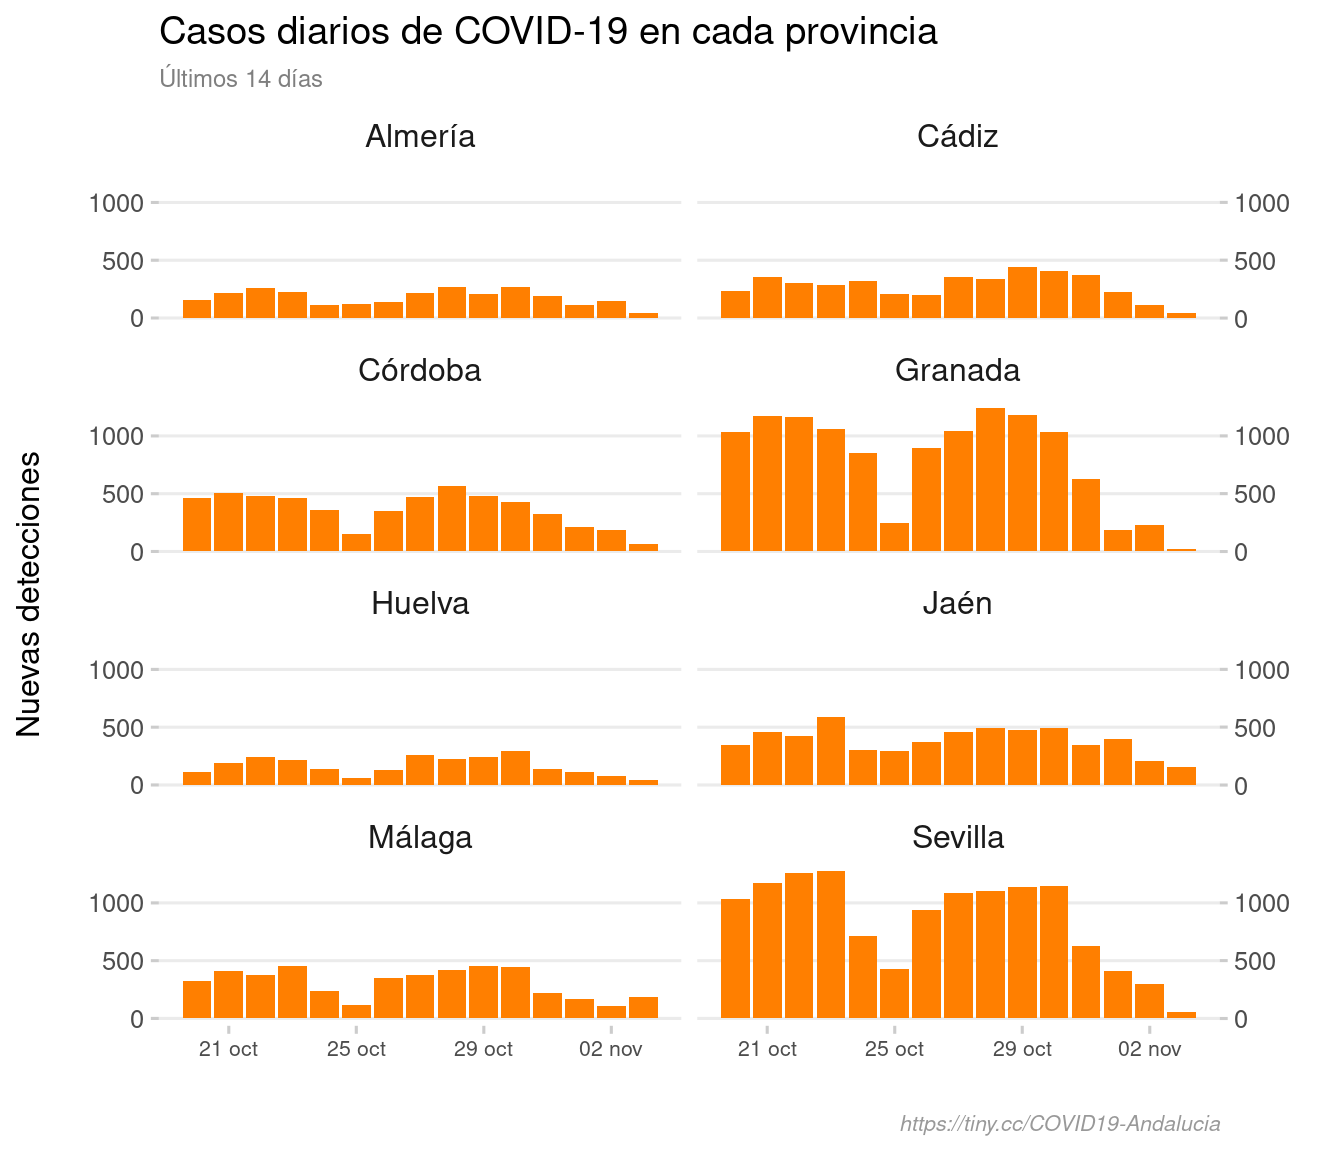 Casos diarios de COVID-19 en cada provincia
Últimos 14 días
Almería
Cádiz
1000
500
0
1000
500
0
Córdoba
Granada
1000
500
0
1000
500
0
Nuevas detecciones
Huelva
Jaén
1000
500
0
1000
500
0
Málaga
Sevilla
1000
500
0
1000
500
0
21 oct 25 oct 29 oct 02 nov
21 oct 25 oct 29 oct 02 nov
https://tiny.cc/COVID19-Andalucia